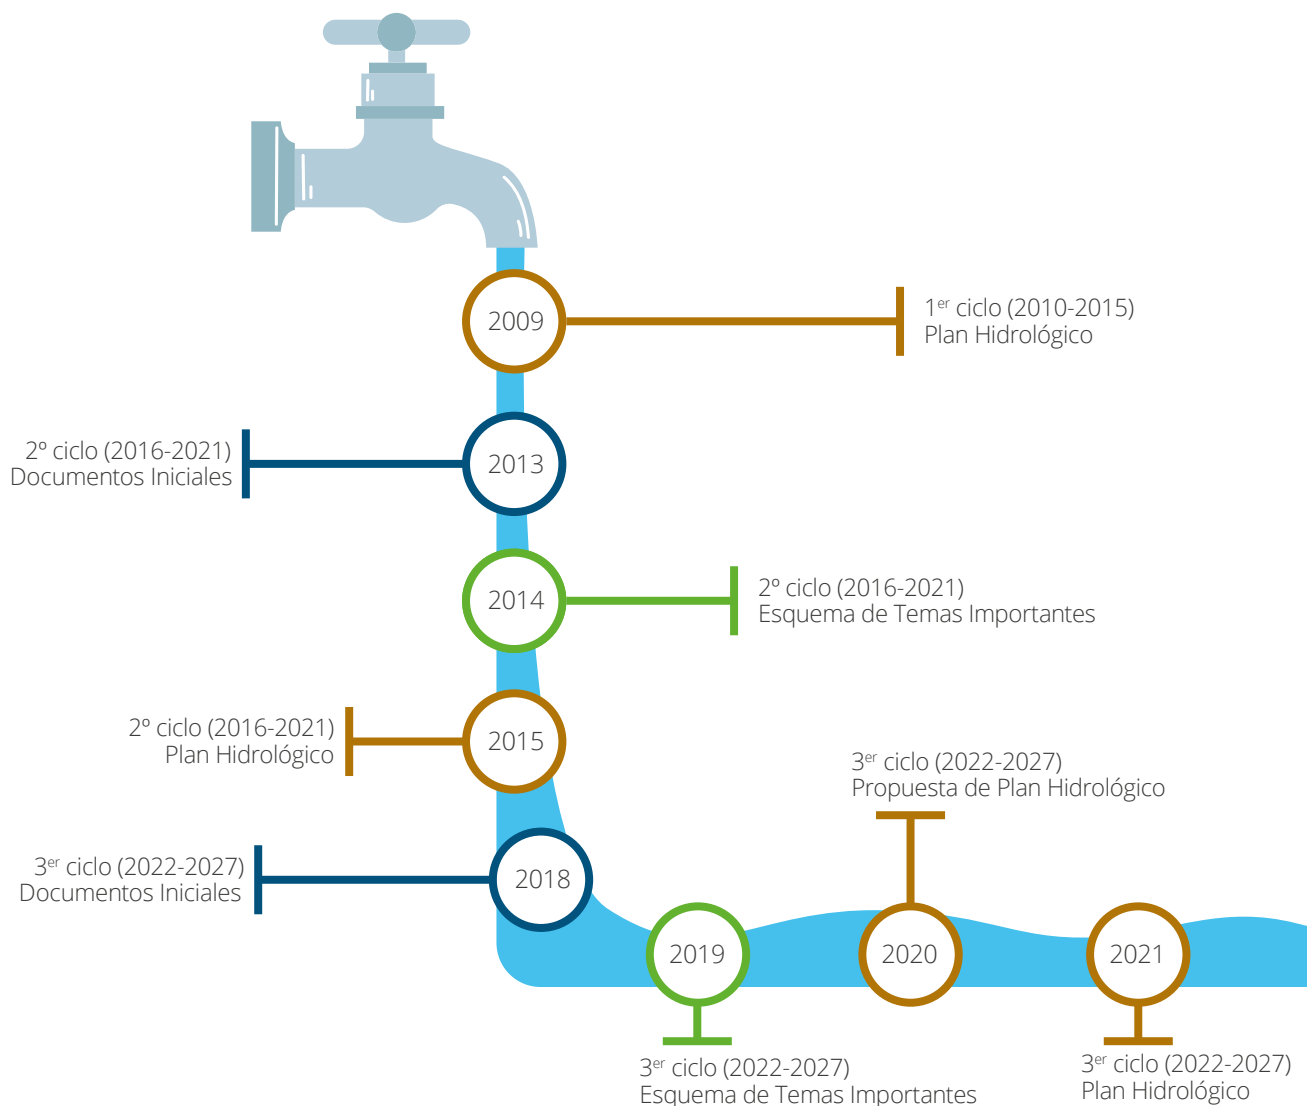 2009
1er ciclo (2010-2015)
Plan Hidrológico
2º ciclo (2016-2021)
Documentos Iniciales
2013
2014
2º ciclo (2016-2021)
Esquema de Temas Importantes
2º ciclo (2016-2021)
Plan Hidrológico
2015
3er ciclo (2022-2027)
Documentos Iniciales
2018
2019
3er ciclo (2022-2027)
Esquema de Temas Importantes
3er ciclo (2022-2027)
Propuesta de Plan Hidrológico
2020
2021
3er ciclo (2022-2027)
Plan Hidrológico